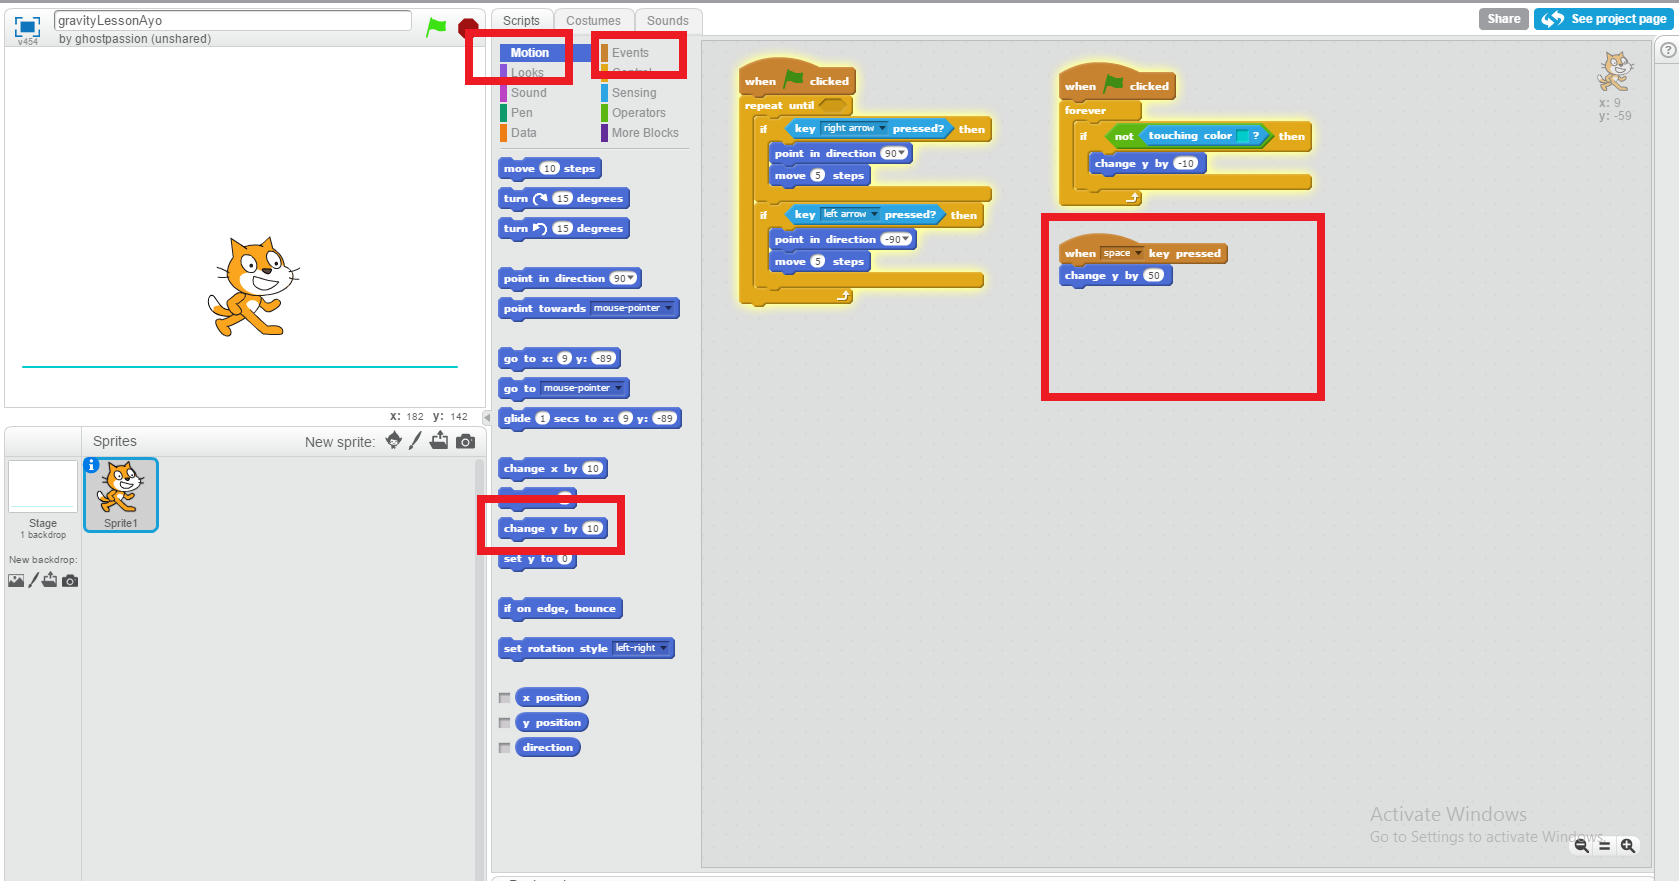 gravityLessonAyo
by ghostpassion (unshared)
v454
Scripts
Costumes
Sounds
Share
See project page
Motion
Looks
Sound
Pen
Data
Events
Control
Sensing
Operators
More Blocks
move 10 steps
turn 15 degrees
turn 15 degrees
point in direction 90
point towards mouse-pointer
go to x: 9 y: -89
go to mouse-pointer
glide 1 secs to x: 9 y: -89
change x by 10
change y by 10
set y to 0
if on edge, bounce
set rotation style left-right
x position
y position
direction
when clicked
repeat until
if key right arrow pressed? then
point in direction 90
move 5 steps
if key left arrow pressed? then
point in direction -90
move 5 steps
when clicked
forever
if not touching color ? then
change y by -10
when space key pressed
change y by 50
x: 9
y: -59
?
x: 182 y: 142
Sprites
New sprite:
Sprite1
Stage
1 backdrop
New backdrop:
Activate Windows
Go to Settings to activate Windows.